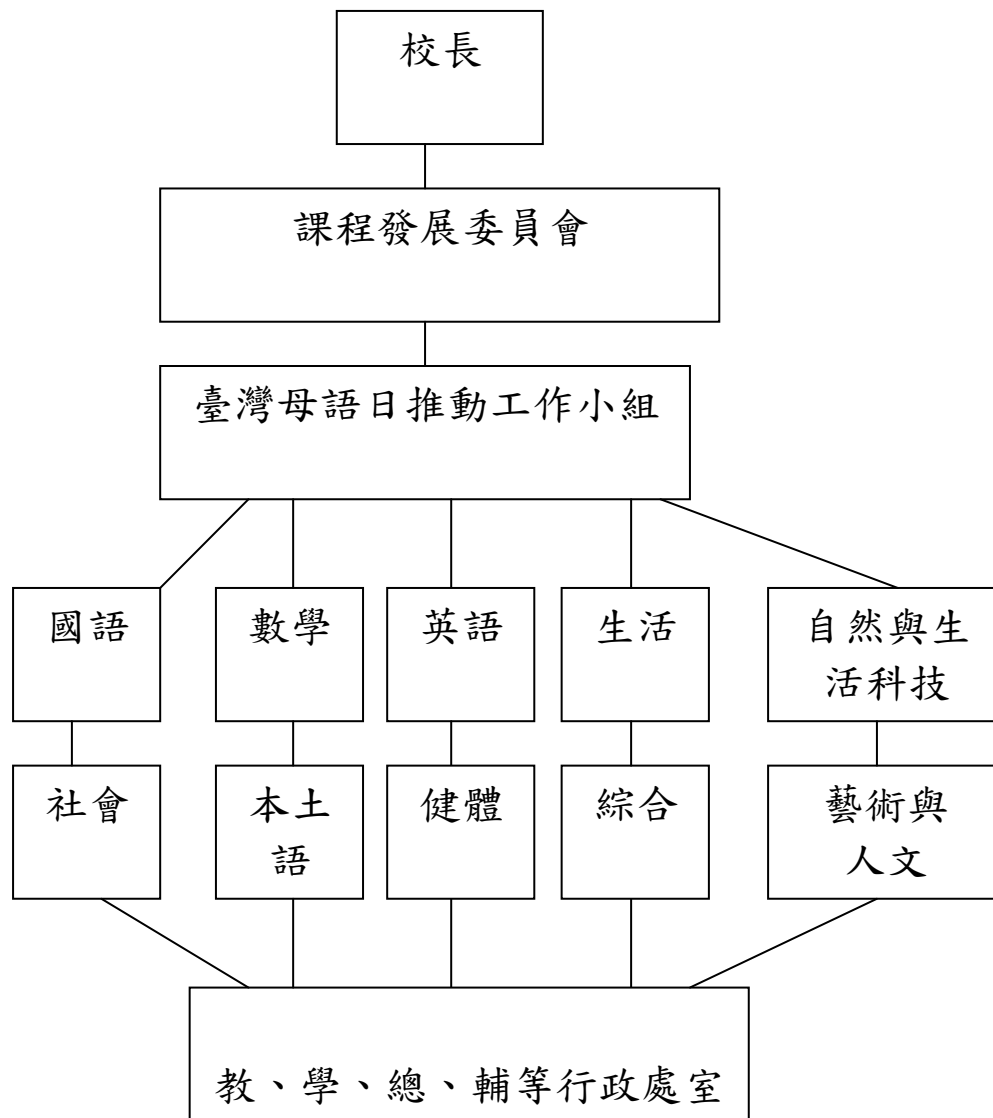 校長
課程發展委員會
臺灣母語日推動工作小組
國語
數學
英語
生活
自然與生
活科技
社會
本土
語
健體
綜合
藝術與
人文
教、學、總、輔等行政處室